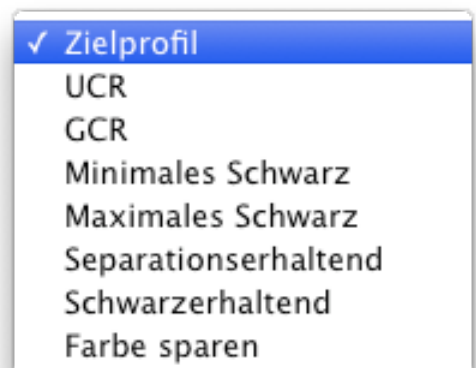 ✓ Zielprofil
UCR
GCR
Minimales Schwarz
Maximales Schwarz
Separationserhaltend
Schwarzerhaltend
Farbe sparen